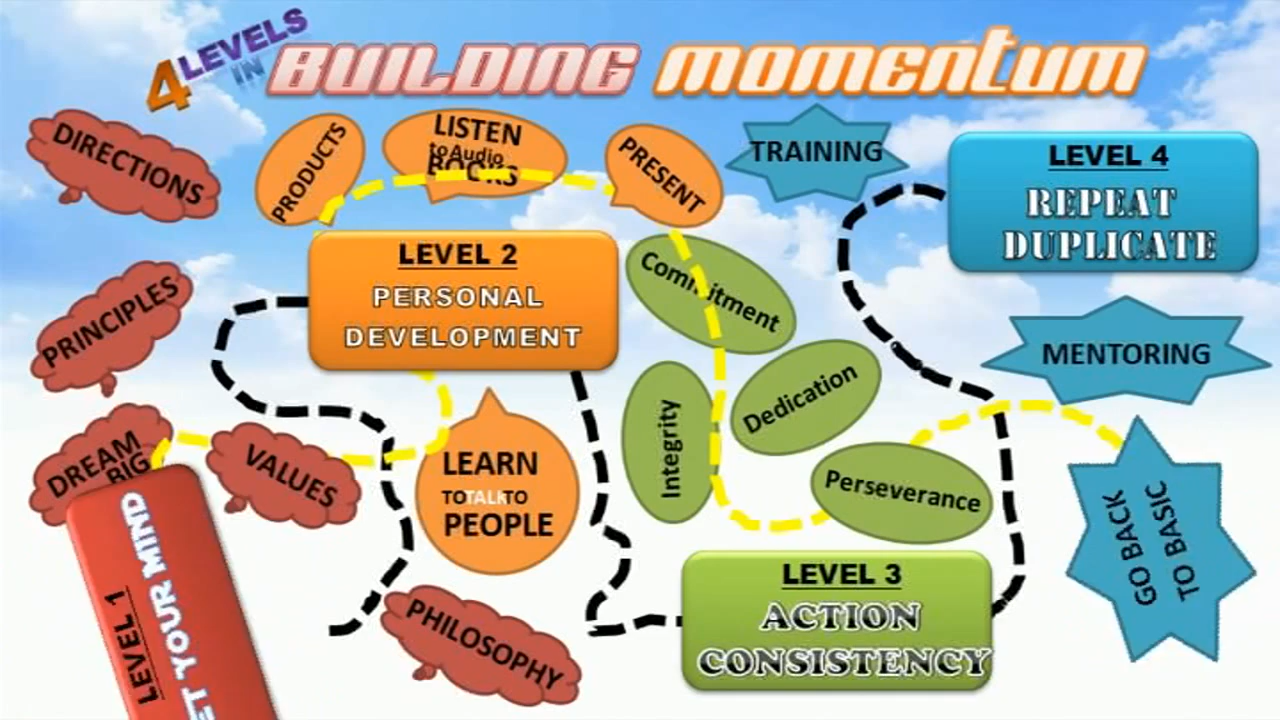 4 LEVELS
IN
BUILDING MOMENTUM
DIRECTIONS
PRODUCTS
LISTEN
to Audio
BOOKS
PRESENT
TRAINING
LEVEL 4
REPEAT
DUPLICATE
LEVEL 2
PERSONAL
DEVELOPMENT
Commitment
PRINCIPLES
MENTORING
Dedication
Integrity
DREAM
BIG
VALUES
LEARN
TO TALK TO
PEOPLE
Perseverance
GO BACK
TO BASIC
LEVEL 1
ET YOUR MIND
LEVEL 3
ACTION
CONSISTENCY
PHILOSOPHY